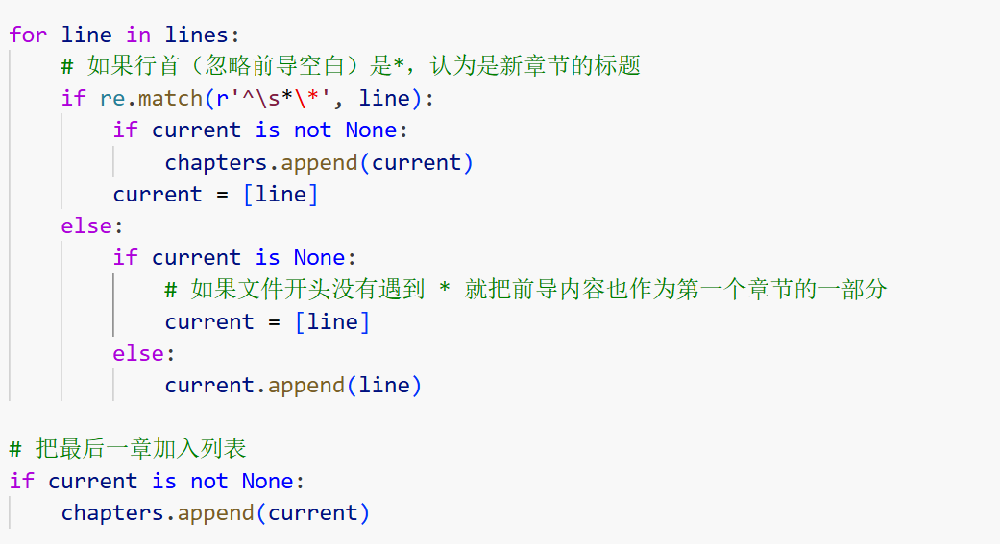 for line in lines:
    # 如果行首（忽略前导空白）是*，认为是新章节的标题
    if re.match(r'^\s*\*', line):
        if current is not None:
            chapters.append(current)
        current = [line]
    else:
        if current is None:
            # 如果文件开头没有遇到 * 就把前导内容也作为第一个章节的一部分
            current = [line]
        else:
            current.append(line)

# 把最后一章加入列表
if current is not None:
    chapters.append(current)